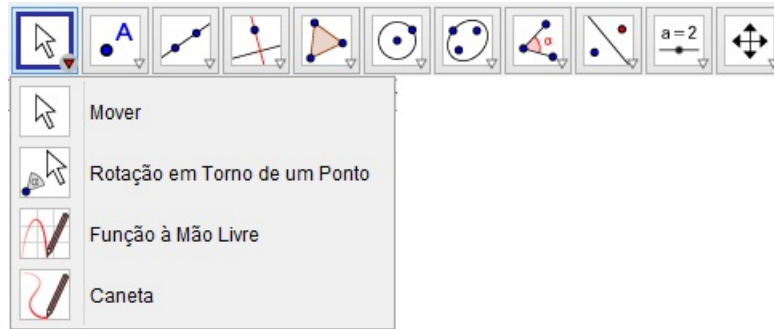 A
α
a = 2
Mover
α
Rotação em Torno de um Ponto
Função à Mão Livre
Caneta